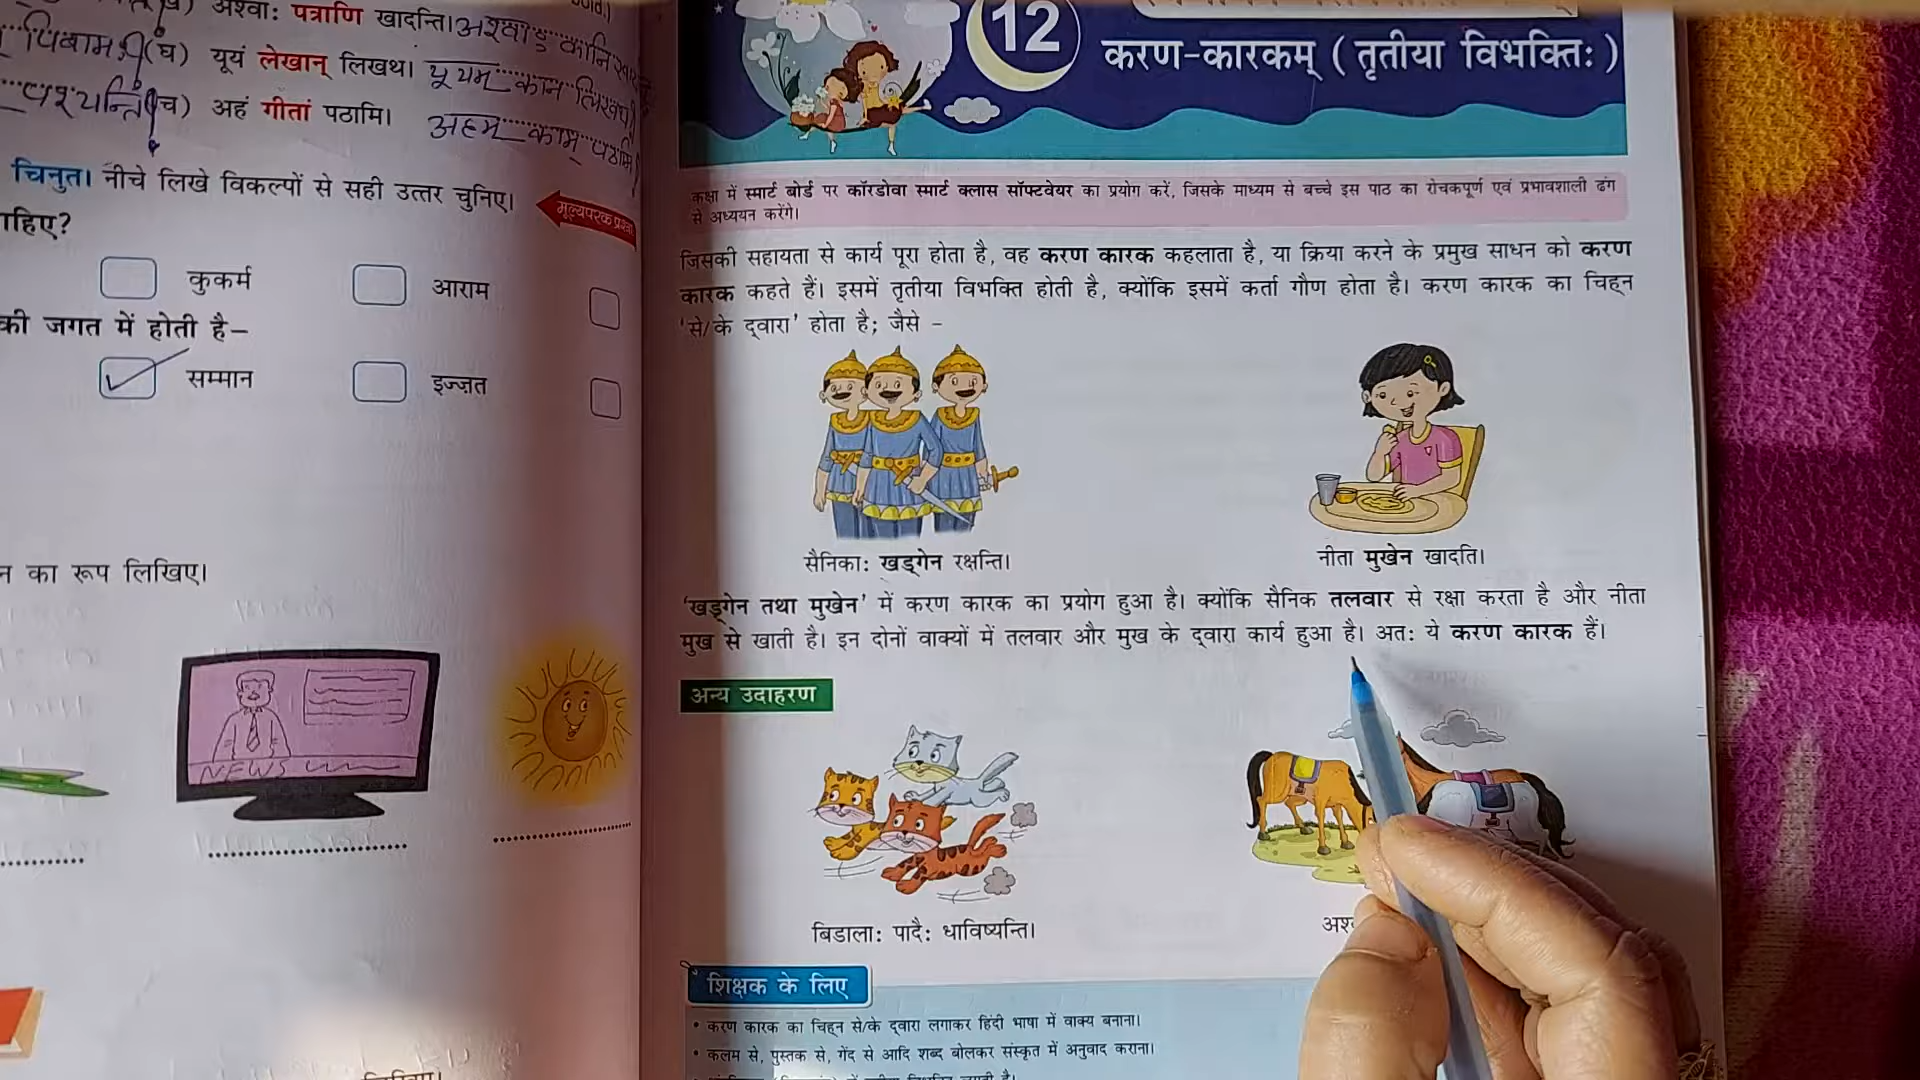 अश्वा: पत्राणि खादन्ति।
(घ) यूयं लेखान् लिखथ।
(च) अहं गीतां पठामि।
चिनुत। नीचे लिखे विकल्पों से सही उत्तर चुनिए।
मूल्यपरक प्रश्न
कुकर्म
आराम
की जगत में होती है–
सम्मान
इज्ज़त
का रूप लिखिए।
NEWS
12
करण-कारकम् ( तृतीया विभक्ति: )
कक्षा में स्मार्ट बोर्ड पर कॉरडोवा स्मार्ट क्लास सॉफ्टवेयर का प्रयोग करें, जिसके माध्यम से बच्चे इस पाठ का रोचकपूर्ण एवं प्रभावशाली ढंग
से अध्ययन करेंगे।
जिसकी सहायता से कार्य पूरा होता है, वह करण कारक कहलाता है, या क्रिया करने के प्रमुख साधन को करण
कारक कहते हैं। इसमें तृतीया विभक्ति होती है, क्योंकि इसमें कर्ता गौण होता है। करण कारक का चिह्न
'से/के द्वारा' होता है; जैसे –
सैनिका: खड्गेन रक्षन्ति।
नीता मुखेन खादति।
'खड्गेन तथा मुखेन' में करण कारक का प्रयोग हुआ है। क्योंकि सैनिक तलवार से रक्षा करता है और नीता
मुख से खाती है। इन दोनों वाक्यों में तलवार और मुख के द्वारा कार्य हुआ है। अत: ये करण कारक हैं।
अन्य उदाहरण
बिडाला: पादै: धाविष्यन्ति।
शिक्षक के लिए
• करण कारक का चिह्न से/के द्वारा लगाकर हिंदी भाषा में वाक्य बनाना।
• कलम से, पुस्तक से, गेंद से आदि शब्द बोलकर संस्कृत में अनुवाद कराना।